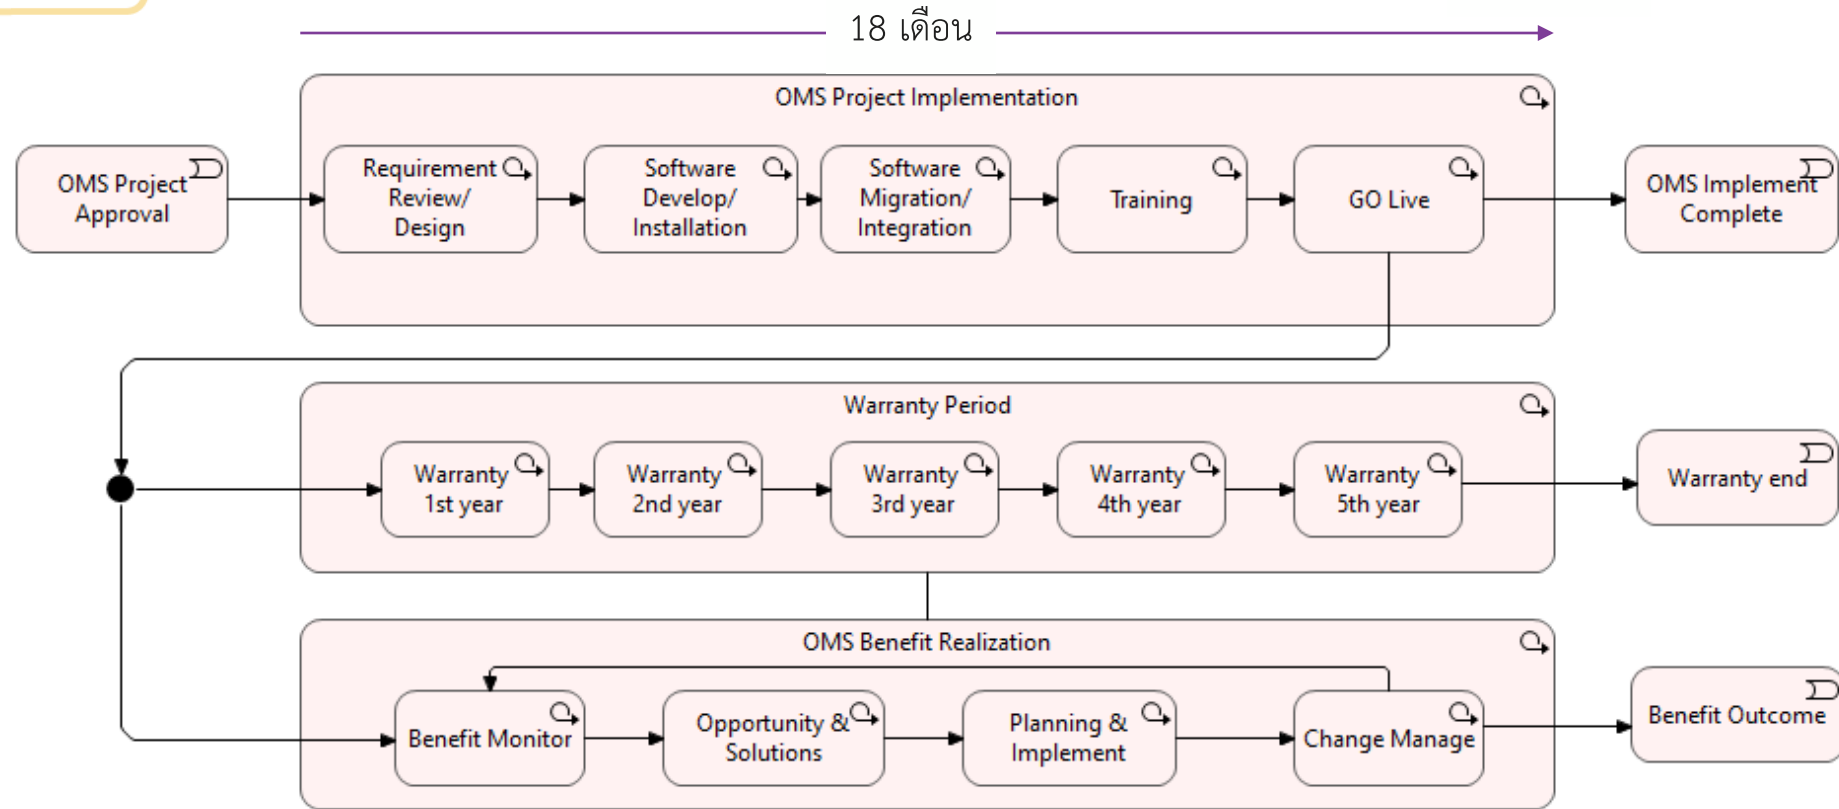 18 เดือน
OMS Project Implementation
OMS Project
Approval
Requirement
Review/
Design
Software
Develop/
Installation
Software
Migration/
Integration
Training
GO Live
OMS Implement
Complete
Warranty Period
Warranty
1st year
Warranty
2nd year
Warranty
3rd year
Warranty
4th year
Warranty
5th year
Warranty end
OMS Benefit Realization
Benefit Monitor
Opportunity &
Solutions
Planning &
Implement
Change Manage
Benefit Outcome